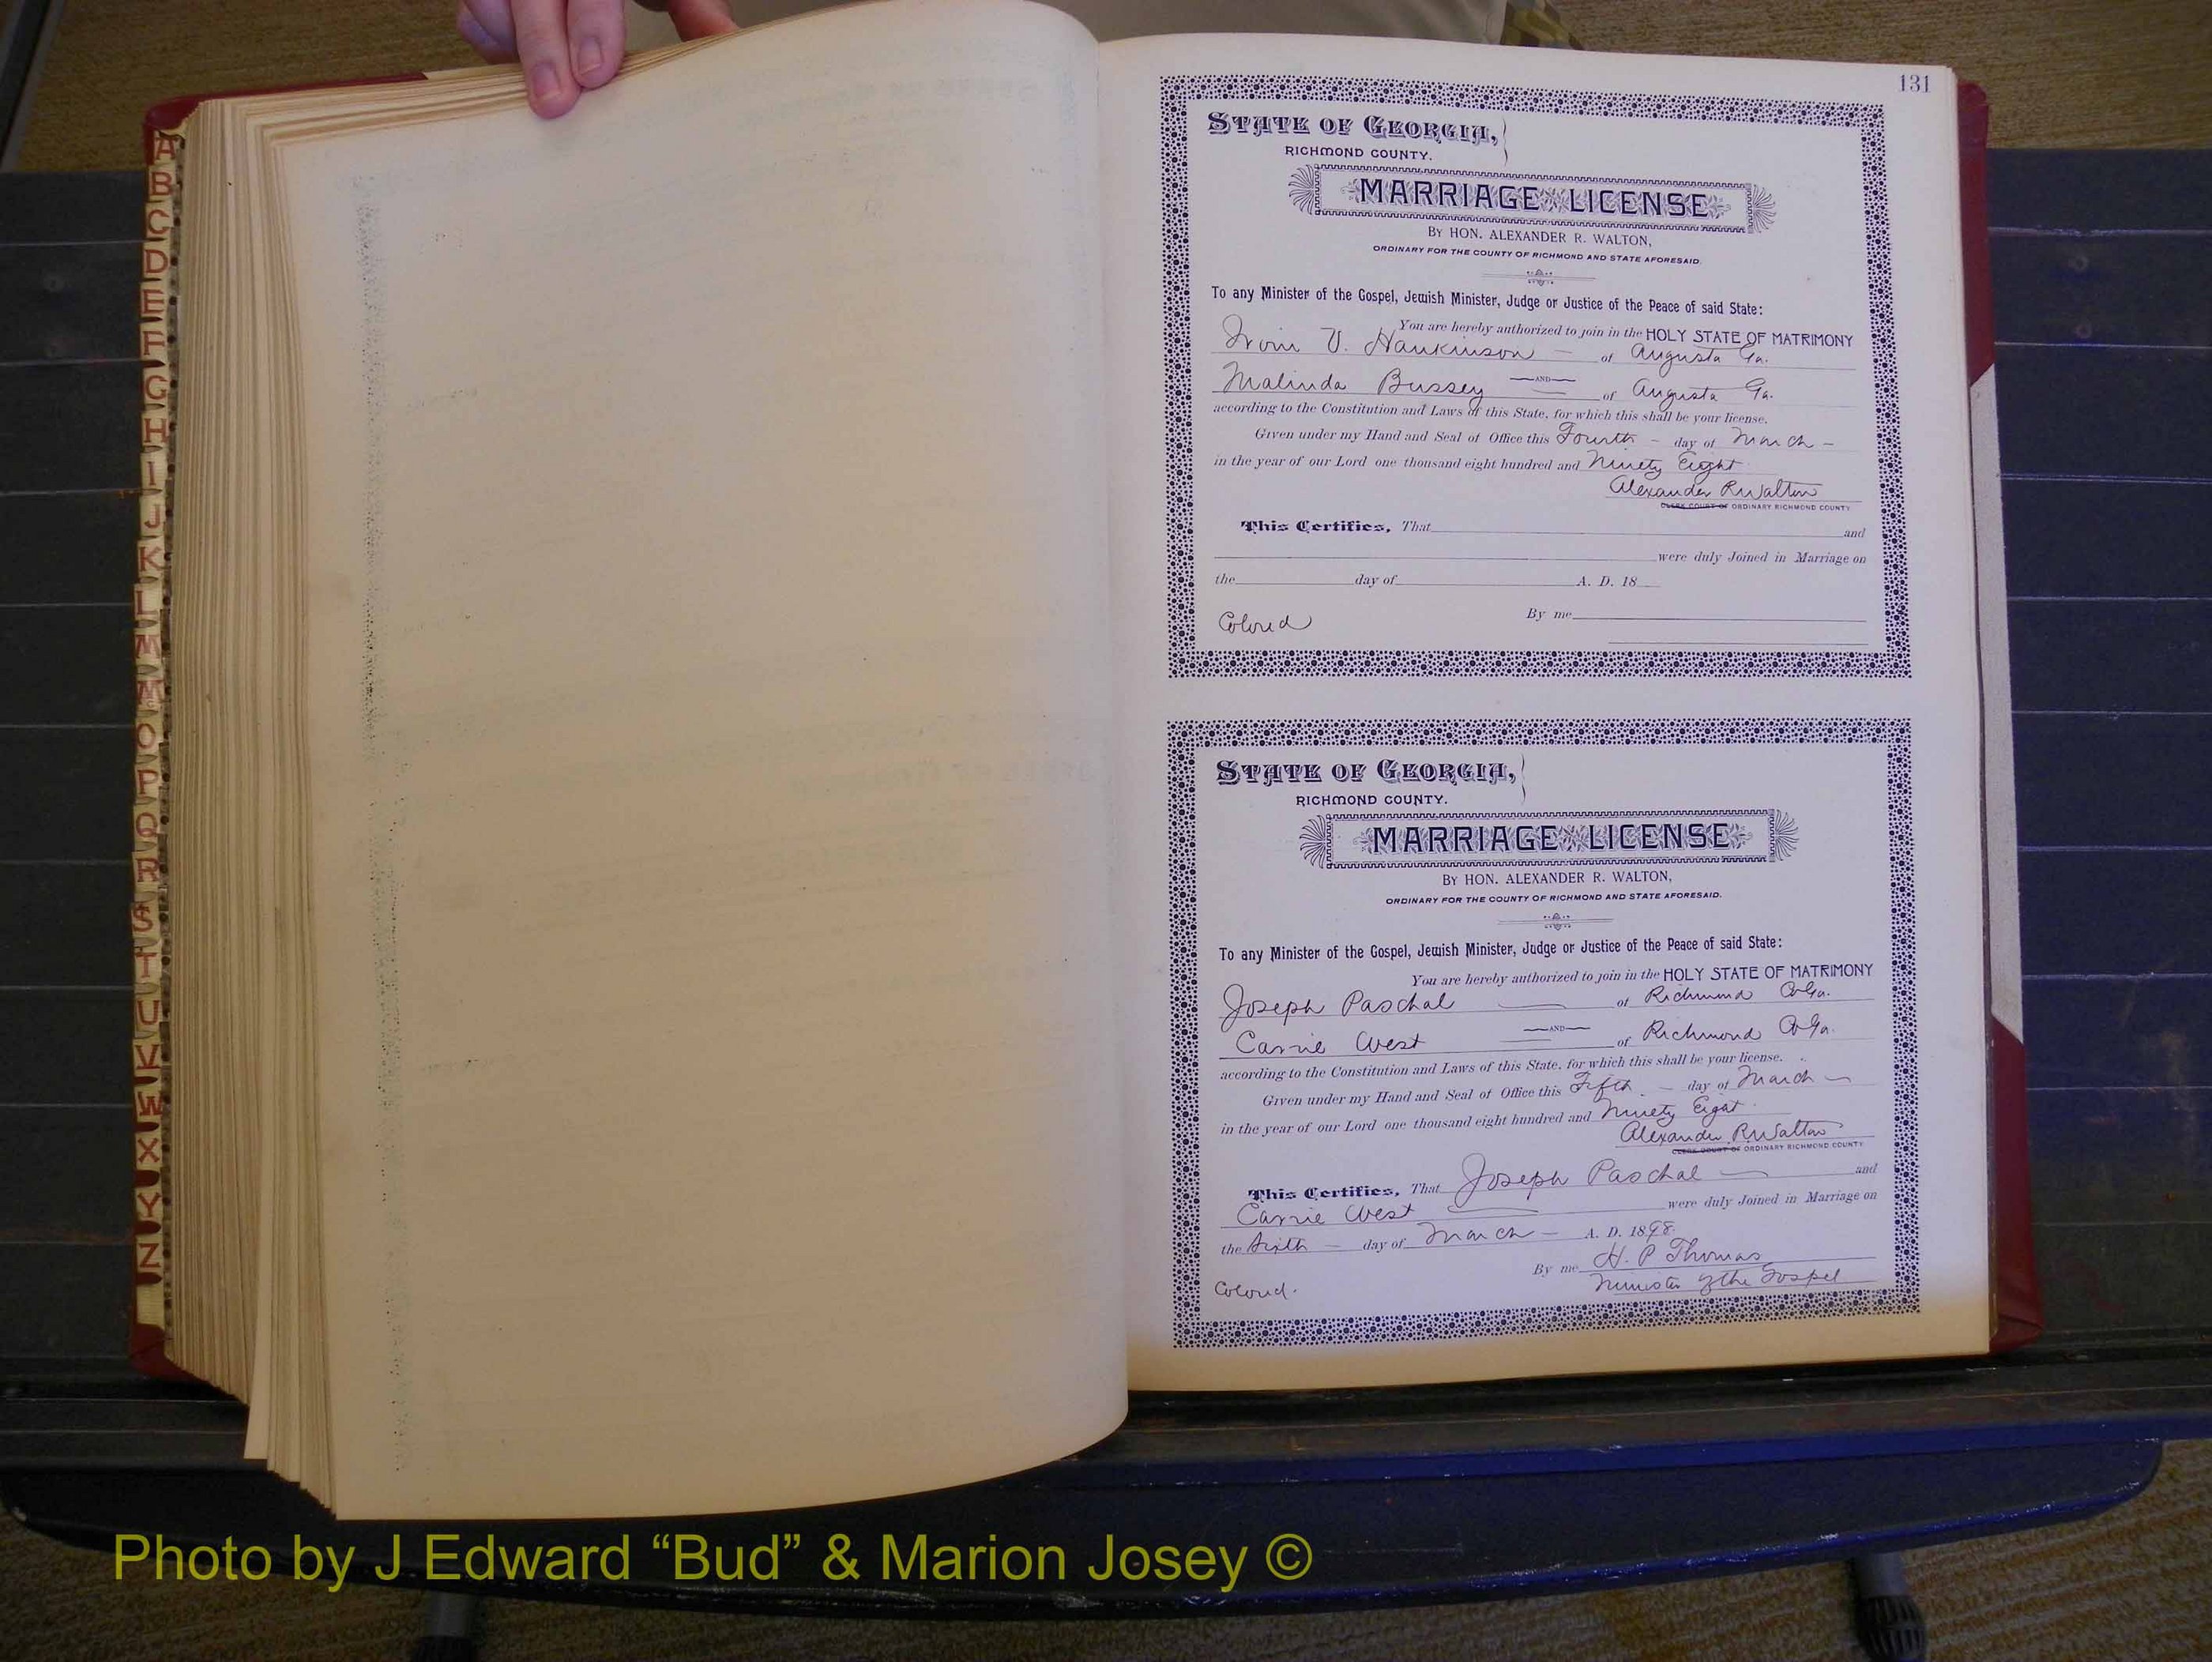 A
B
C
D
E
F
G
H
I
J
K
L
M
Mc
O
P
Q
R
S
T
U
V
W
X
Y
Z
131
STATE OF GEORGIA,
RICHMOND COUNTY.
MARRIAGE LICENSE
BY HON. ALEXANDER R. WALTON,
ORDINARY FOR THE COUNTY OF RICHMOND AND STATE AFORESAID.
To any Minister of the Gospel, Jewish Minister, Judge or Justice of the Peace of said State:
You are hereby authorized to join in the HOLY STATE OF MATRIMONY
V. Hankinson — of Augusta Ga.
AND
Malinda Bussey of Augusta Ga.
according to the Constitution and Laws of this State, for which this shall be your license.
Given under my Hand and Seal of Office this Fourth — day of March —
in the year of our Lord one thousand eight hundred and Ninety Eight
Alexander R Walton
CLERK COURT OF ORDINARY RICHMOND COUNTY
This Certifies, That and
were duly Joined in Marriage on
the day of A. D. 18
By me
Colored
STATE OF GEORGIA,
RICHMOND COUNTY.
MARRIAGE LICENSE
BY HON. ALEXANDER R. WALTON,
ORDINARY FOR THE COUNTY OF RICHMOND AND STATE AFORESAID.
To any Minister of the Gospel, Jewish Minister, Judge or Justice of the Peace of said State:
You are hereby authorized to join in the HOLY STATE OF MATRIMONY
Joseph Paschal — of Richmond Co Ga.
AND
Carrie West of Richmond Co Ga.
according to the Constitution and Laws of this State, for which this shall be your license.
Given under my Hand and Seal of Office this Fifth — day of March —
in the year of our Lord one thousand eight hundred and Ninety Eight
Alexander R Walton
CLERK COURT OF ORDINARY RICHMOND COUNTY
This Certifies, That Joseph Paschal — and
Carrie West were duly Joined in Marriage on
the Sixth — day of March — A. D. 1898.
By me H. P Thomas
Minister of the Gospel
Colored.
Photo by J Edward “Bud” & Marion Josey ©